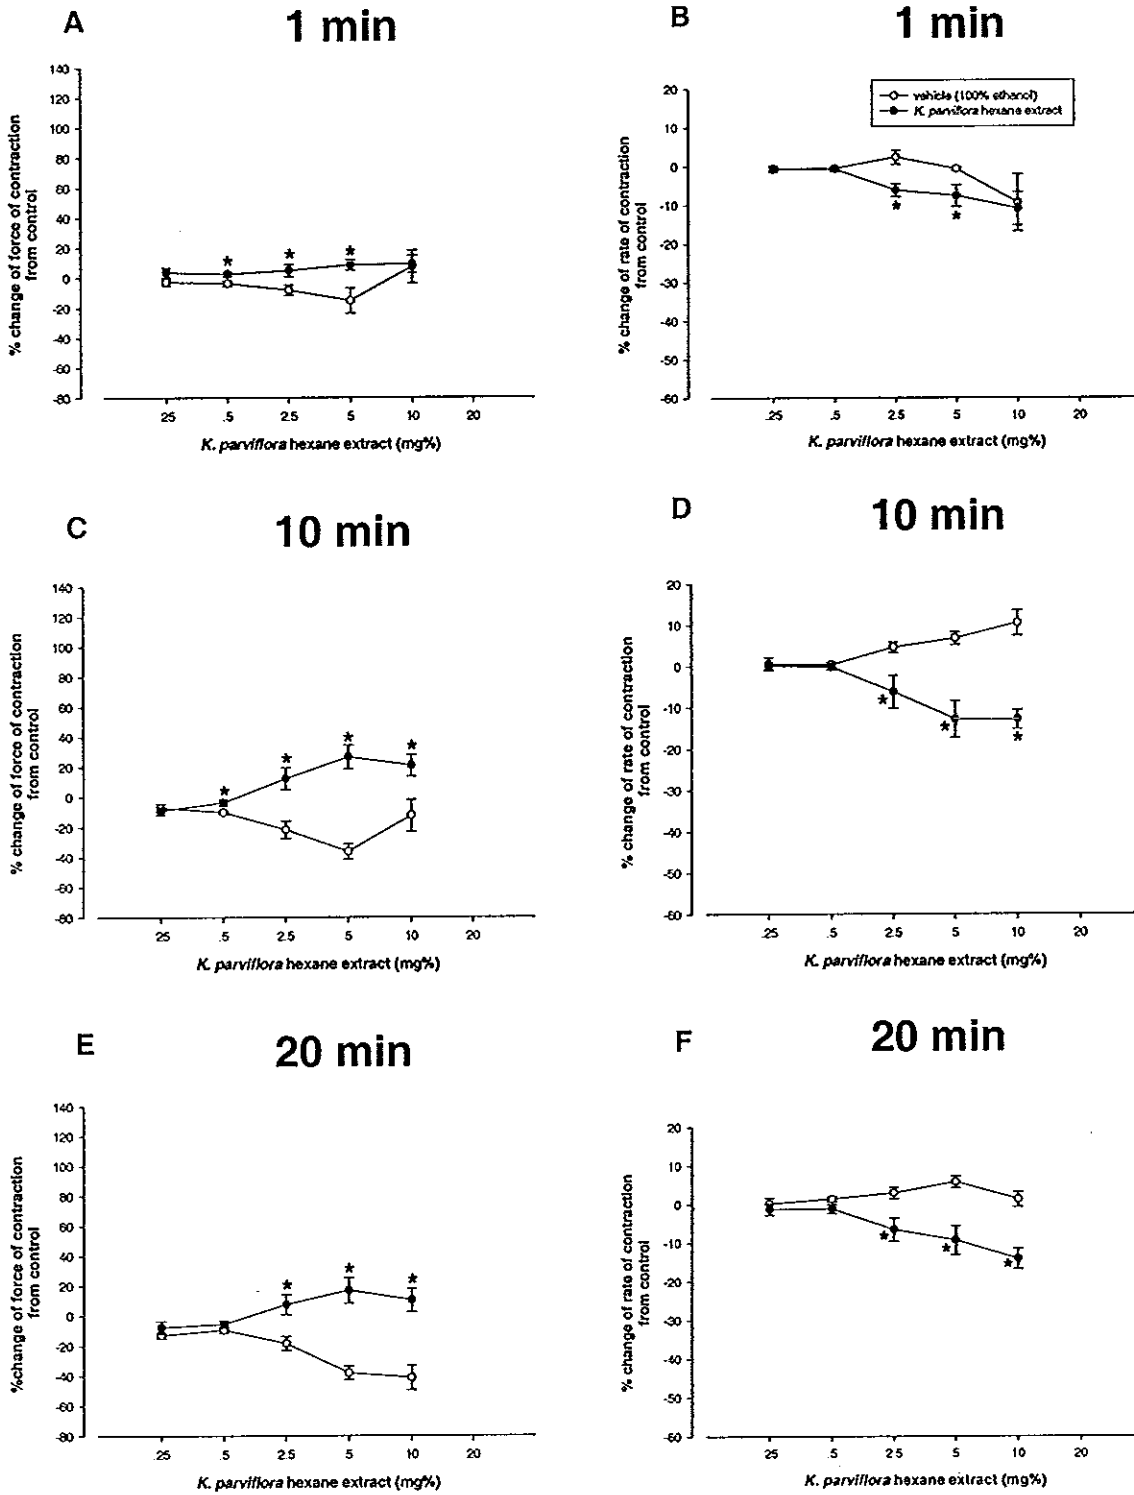 A
1 min
140
120
100
80
60
40
20
0
-20
-40
-60
-80
% change of force of contraction
from control
.25 .5 2.5 5 10 20
K. parviflora hexane extract (mg%)
B
1 min
vehicle (100% ethanol)
K. parviflora hexane extract
20
10
0
-10
-20
-30
-40
-50
-60
% change of rate of contraction
from control
.25 .5 2.5 5 10 20
K. parviflora hexane extract (mg%)
C
10 min
140
120
100
80
60
40
20
0
-20
-40
-60
-80
% change of force of contraction
from control
.25 .5 2.5 5 10 20
K. parviflora hexane extract (mg%)
D
10 min
20
10
0
-10
-20
-30
-40
-50
-60
% change of rate of contraction
from control
.25 .5 2.5 5 10 20
K. parviflora hexane extract (mg%)
E
20 min
140
120
100
80
60
40
20
0
-20
-40
-60
-80
%change of force of contraction
from control
.25 .5 2.5 5 10 20
K. parviflora hexane extract (mg%)
F
20 min
20
10
0
-10
-20
-30
-40
-50
-60
% change of rate of contraction
from control
.25 .5 2.5 5 10 20
K. parviflora hexane extract (mg%)